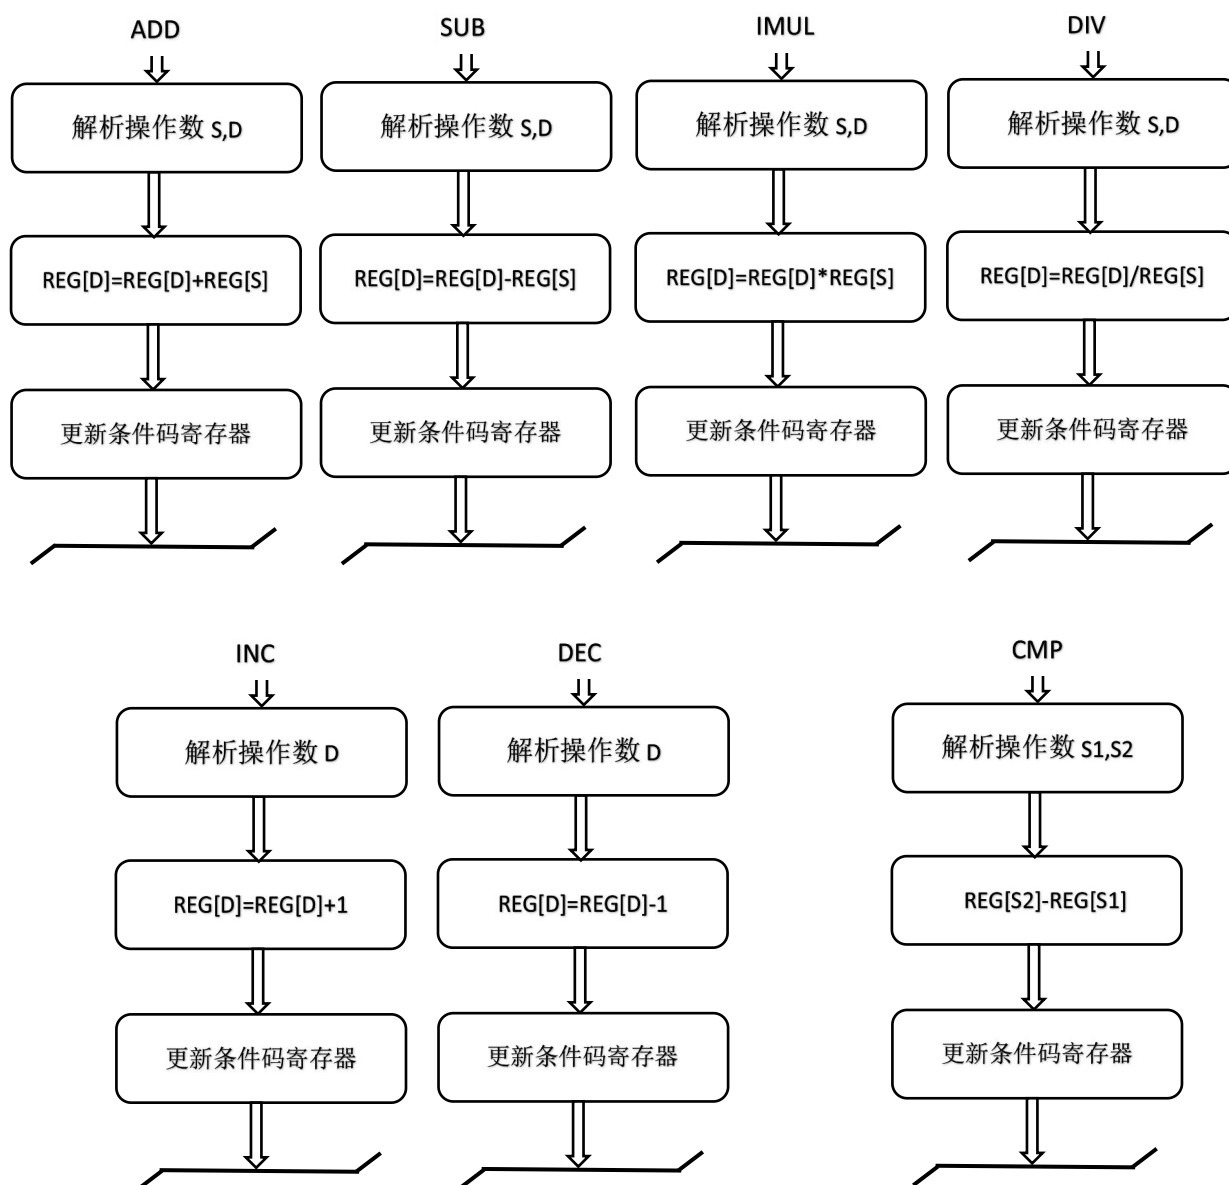 ADD
SUB
IMUL
DIV
解析操作数 S,D
解析操作数 S,D
解析操作数 S,D
解析操作数 S,D
REG[D]=REG[D]+REG[S]
REG[D]=REG[D]-REG[S]
REG[D]=REG[D]*REG[S]
REG[D]=REG[D]/REG[S]
更新条件码寄存器
更新条件码寄存器
更新条件码寄存器
更新条件码寄存器
INC
DEC
CMP
解析操作数 D
解析操作数 D
解析操作数 S1,S2
REG[D]=REG[D]+1
REG[D]=REG[D]-1
REG[S2]-REG[S1]
更新条件码寄存器
更新条件码寄存器
更新条件码寄存器